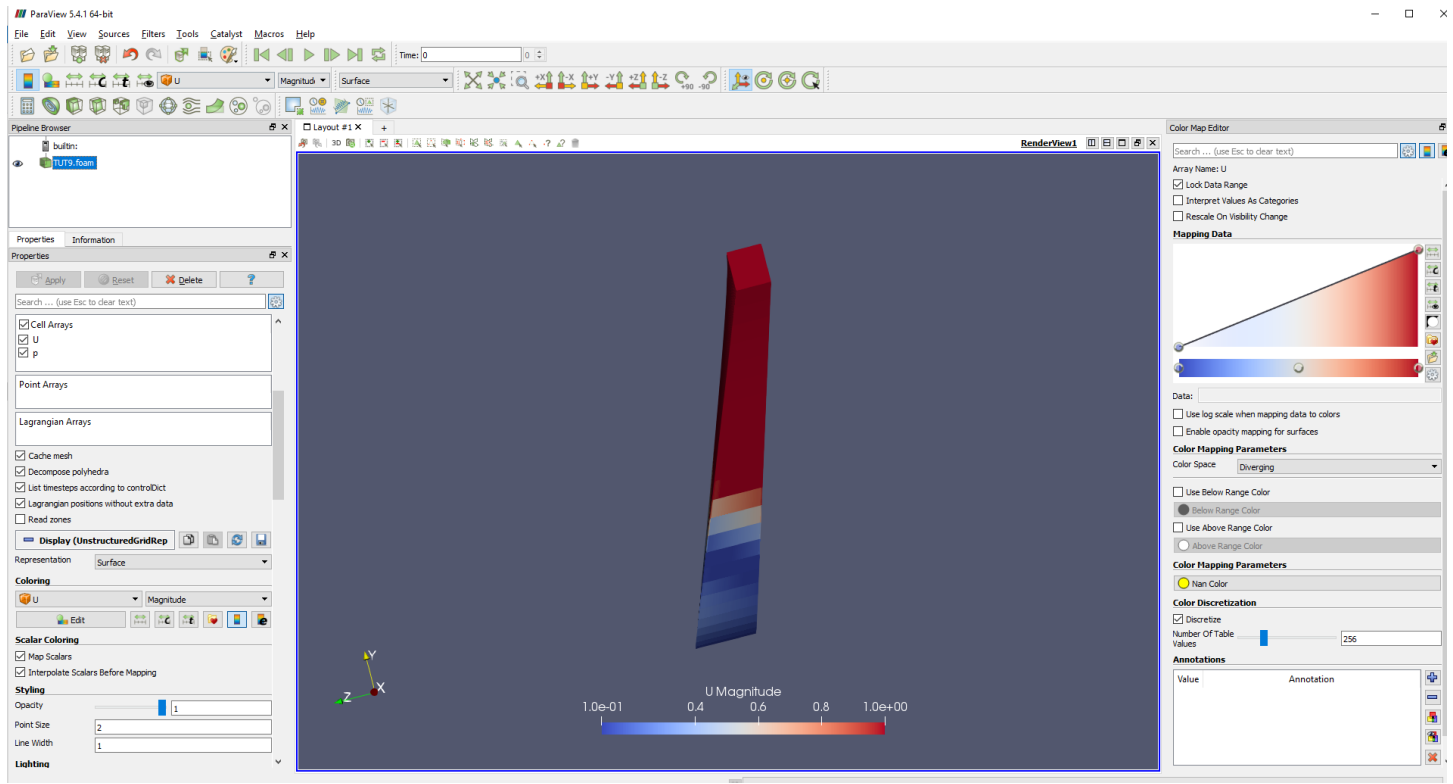 ParaView 5.4.1 64-bit
File Edit View Sources Filters Tools Catalyst Macros Help
Time: 0 0
U Magnitud Surface +X -X +Y -Y +Z -Z +90 -90
Pipeline Browser
builtin:
TUT9.foam
Properties Information
Properties
Apply Reset Delete ?
Search ... (use Esc to clear text)
Cell Arrays
U
p
Point Arrays
Lagrangian Arrays
Cache mesh
Decompose polyhedra
List timesteps according to controlDict
Lagrangian positions without extra data
Read zones
Display (UnstructuredGridRep
Representation Surface
Coloring
U Magnitude
Edit
Scalar Coloring
Map Scalars
Interpolate Scalars Before Mapping
Styling
Opacity 1
Point Size 2
Line Width 1
Lighting
Layout #1 X +
3D RenderView1
Y
Z X
U Magnitude
1.0e-01 0.4 0.6 0.8 1.0e+00
Color Map Editor
Search ... (use Esc to clear text)
Array Name: U
Lock Data Range
Interpret Values As Categories
Rescale On Visibility Change
Mapping Data
Data:
Use log scale when mapping data to colors
Enable opacity mapping for surfaces
Color Mapping Parameters
Color Space Diverging
Use Below Range Color
Below Range Color
Use Above Range Color
Above Range Color
Color Mapping Parameters
Nan Color
Color Discretization
Discretize
Number Of Table Values 256
Annotations
Value Annotation